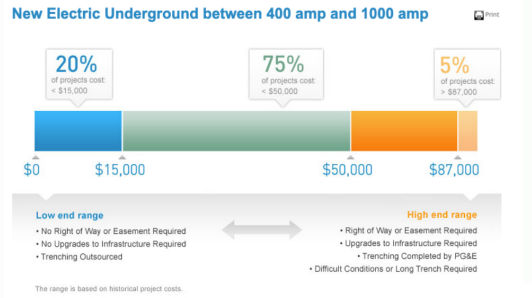 New Electric Underground between 400 amp and 1000 amp
Print
20%
of projects cost:
< $15,000
75%
of projects cost:
< $50,000
5%
of projects cost:
> $87,000
$0
$15,000
$50,000
$87,000
Low end range
• No Right of Way or Easement Required
• No Upgrades to Infrastructure Required
• Trenching Outsourced
High end range
• Right of Way or Easement Required
• Upgrades to Infrastructure Required
• Trenching Completed by PG&E
• Difficult Conditions or Long Trench Required
The range is based on historical project costs.